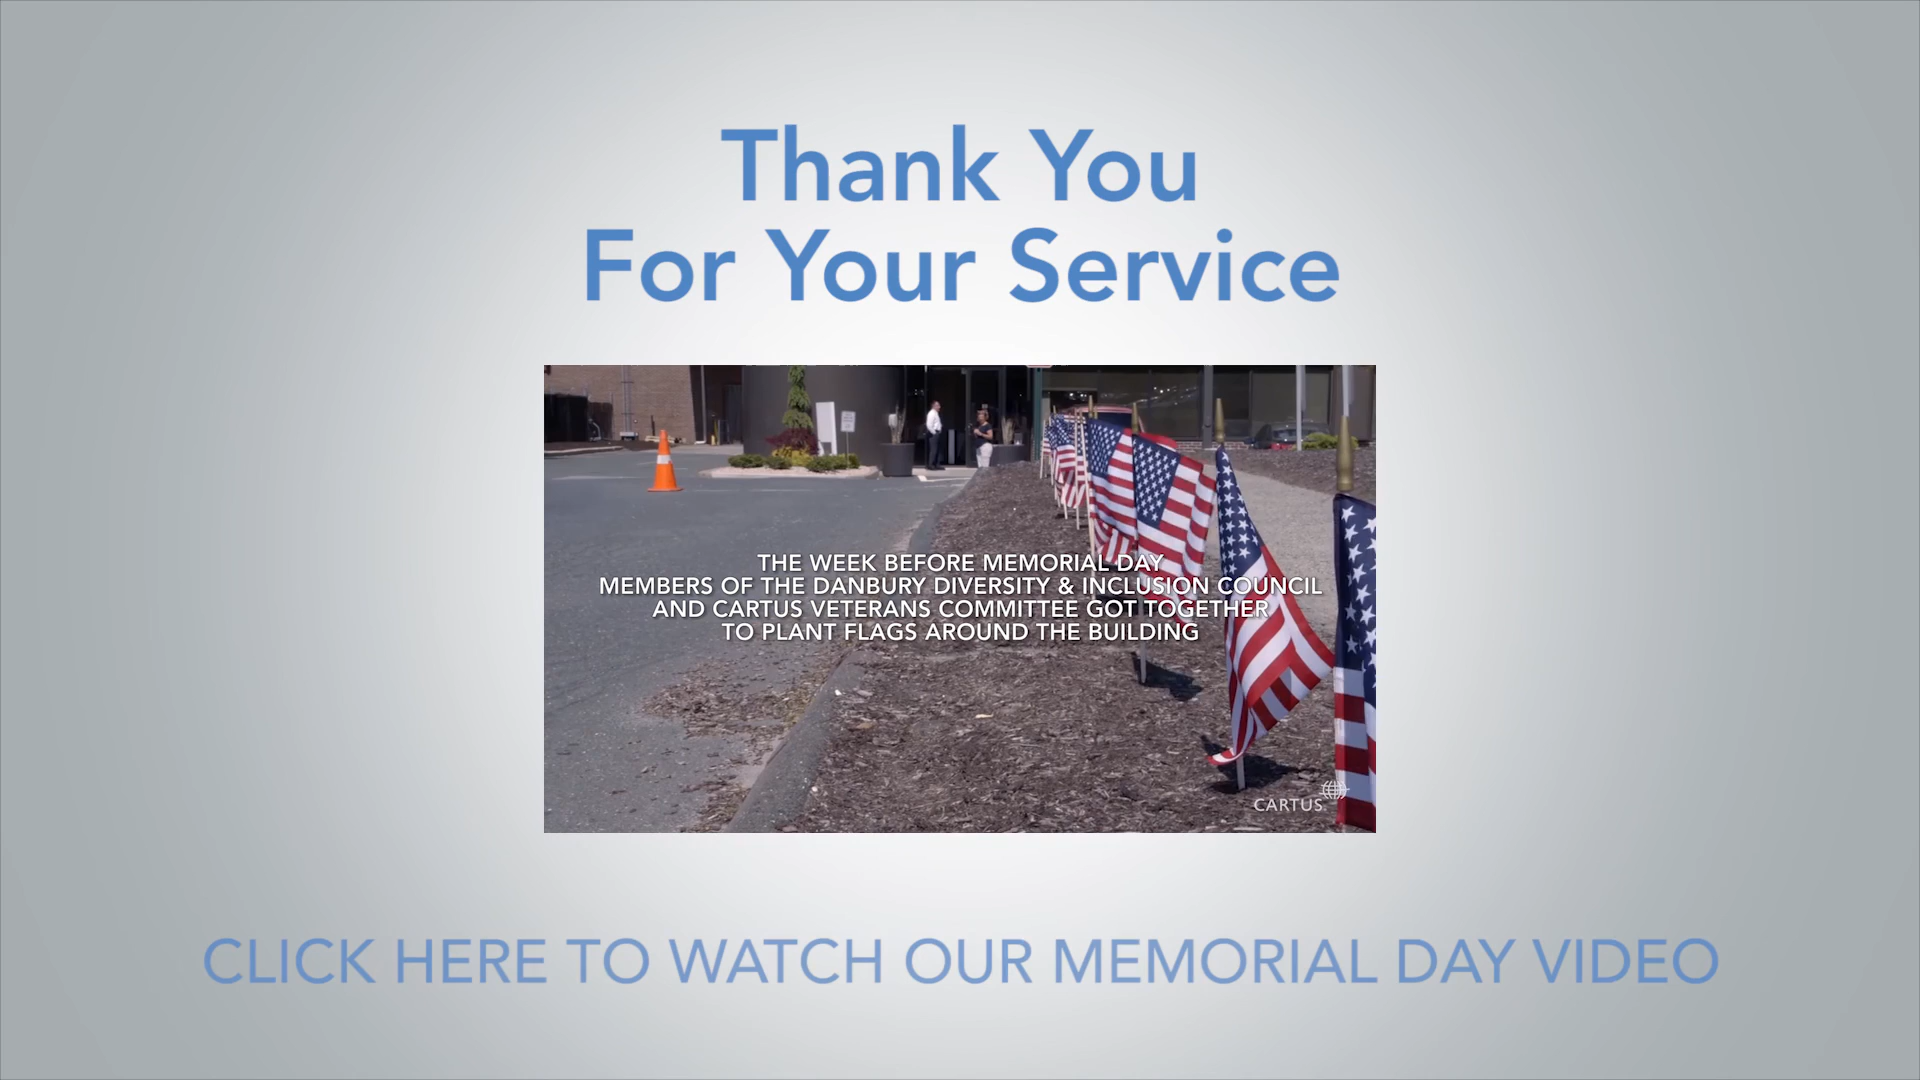 Thank You
For Your Service
THE WEEK BEFORE MEMORIAL DAY
MEMBERS OF THE DANBURY DIVERSITY & INCLUSION COUNCIL
AND CARTUS VETERANS COMMITTEE GOT TOGETHER
TO PLANT FLAGS AROUND THE BUILDING
CARTUS
CLICK HERE TO WATCH OUR MEMORIAL DAY VIDEO